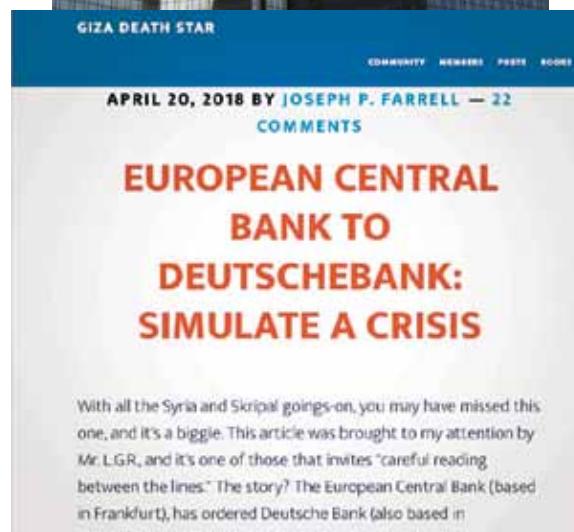 GIZA DEATH STAR
COMMUNITY MEMBERS POSTS BOOKS
APRIL 20, 2018 BY JOSEPH P. FARRELL — 22
COMMENTS
EUROPEAN CENTRAL
BANK TO
DEUTSCHEBANK:
SIMULATE A CRISIS
With all the Syria and Skripal goings-on, you may have missed this
one, and it's a biggie. This article was brought to my attention by
Mr. L.G.R., and it's one of those that invites "careful reading
between the lines." The story? The European Central Bank (based
in Frankfurt), has ordered Deutsche Bank (also based in